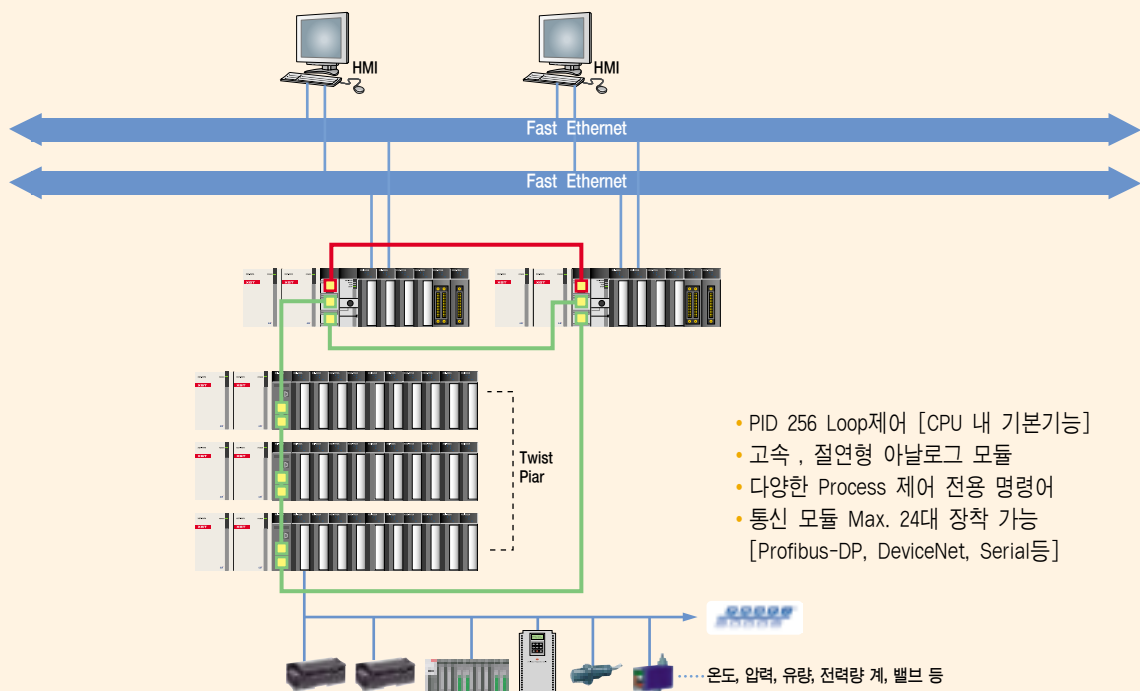 HMI
HMI
Fast Ethernet
Fast Ethernet
Twist
Piar
• PID 256 Loop제어 [CPU 내 기본기능]
• 고속 , 절연형 아날로그 모듈
• 다양한 Process 제어 전용 명령어
• 통신 모듈 Max. 24대 장착 가능
[Profibus-DP, DeviceNet, Serial등]
온도, 압력, 유량, 전력량 계, 밸브 등